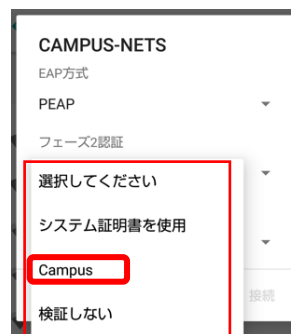 CAMPUS-NETS
EAP方式
PEAP
フェーズ2認証
選択してください
システム証明書を使用
Campus
接続
検証しない